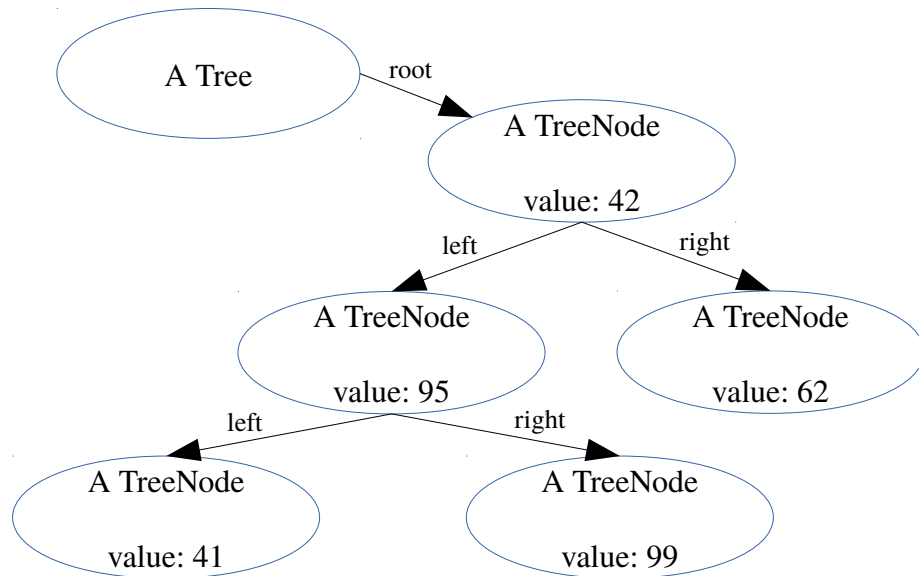 A Tree
root
A TreeNode
value: 42
left
right
A TreeNode
value: 95
A TreeNode
value: 62
left
right
A TreeNode
value: 41
A TreeNode
value: 99